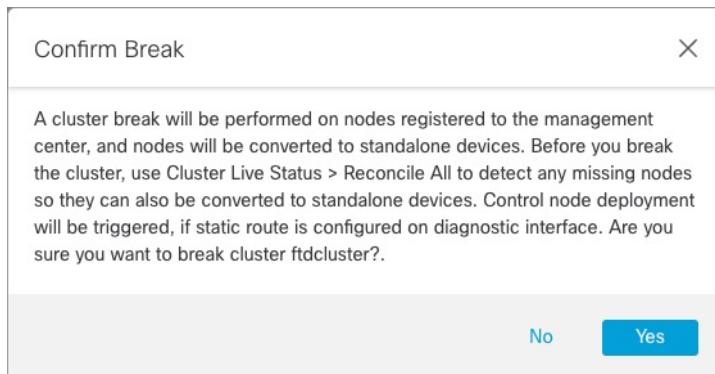 Confirm Break
A cluster break will be performed on nodes registered to the management
center, and nodes will be converted to standalone devices. Before you break
the cluster, use Cluster Live Status > Reconcile All to detect any missing nodes
so they can also be converted to standalone devices. Control node deployment
will be triggered, if static route is configured on diagnostic interface. Are you
sure you want to break cluster ftdcluster?.
No Yes